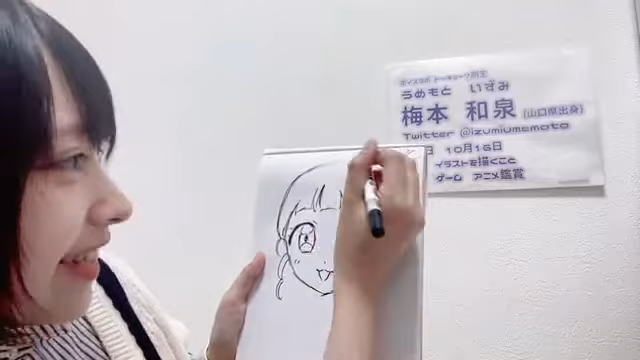 うめもと いずみ
梅本 和泉 (山口県出身)
Twitter @izumiumemoto
日 10月16日
イラストを描くこと
ゲーム アニメ鑑賞